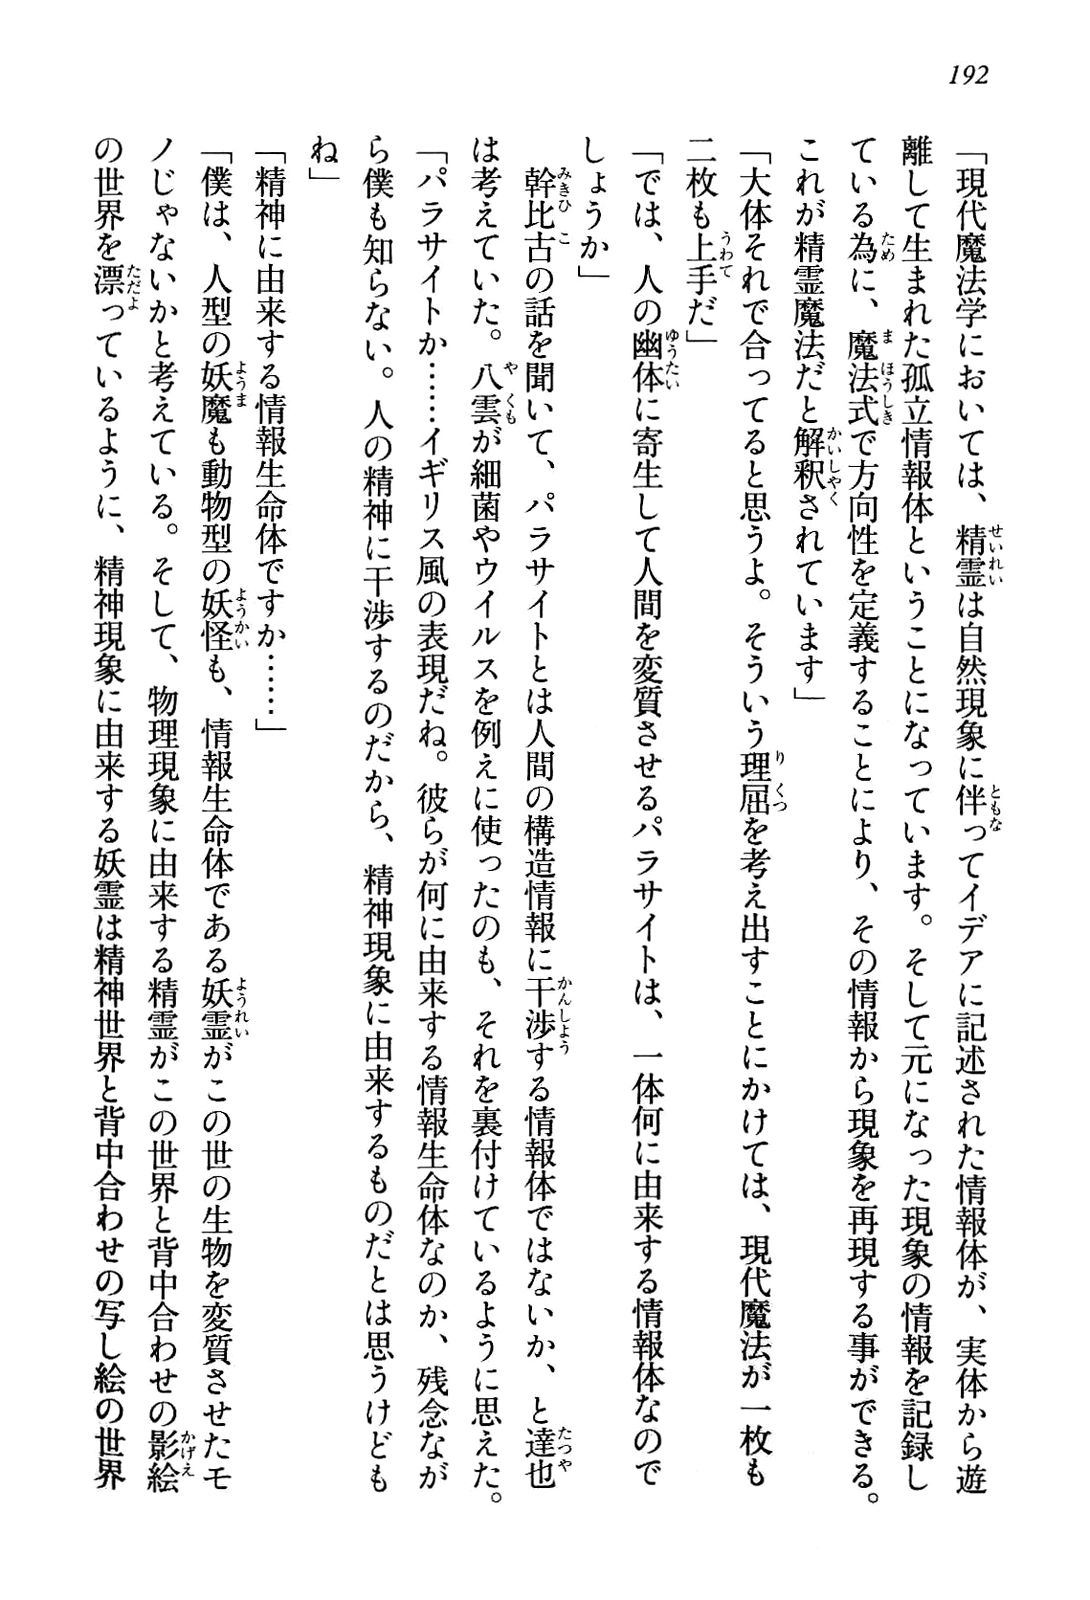 192
「現代魔法学においては、精霊は自然現象に伴ってイデアに記述された情報体が、実体から遊
離して生まれた孤立情報体ということになっています。そして元になった現象の情報を記録し
ている為に、魔法式で方向性を定義することにより、その情報から現象を再現する事ができる。
これが精霊魔法だと解釈されています」
「大体それで合ってると思うよ。そういう理屈を考え出すことにかけては、現代魔法が一枚も
二枚も上手だ」
「では、人の幽体に寄生して人間を変質させるパラサイトは、一体何に由来する情報体なので
しょうか」
　幹比古の話を聞いて、パラサイトとは人間の構造情報に干渉する情報体ではないか、と達也
は考えていた。八雲が細菌やウイルスを例えに使ったのも、それを裏付けているように思えた。
「パラサイトか……イギリス風の表現だね。彼らが何に由来する情報生命体なのか、残念なが
ら僕も知らない。人の精神に干渉するのだから、精神現象に由来するものだとは思うけども
ね」
「精神に由来する情報生命体ですか……」
「僕は、人型の妖魔も動物型の妖怪も、情報生命体である妖霊がこの世の生物を変質させたモ
ノじゃないかと考えている。そして、物理現象に由来する精霊がこの世界と背中合わせの影絵
の世界を漂っているように、精神現象に由来する妖霊は精神世界と背中合わせの写し絵の世界